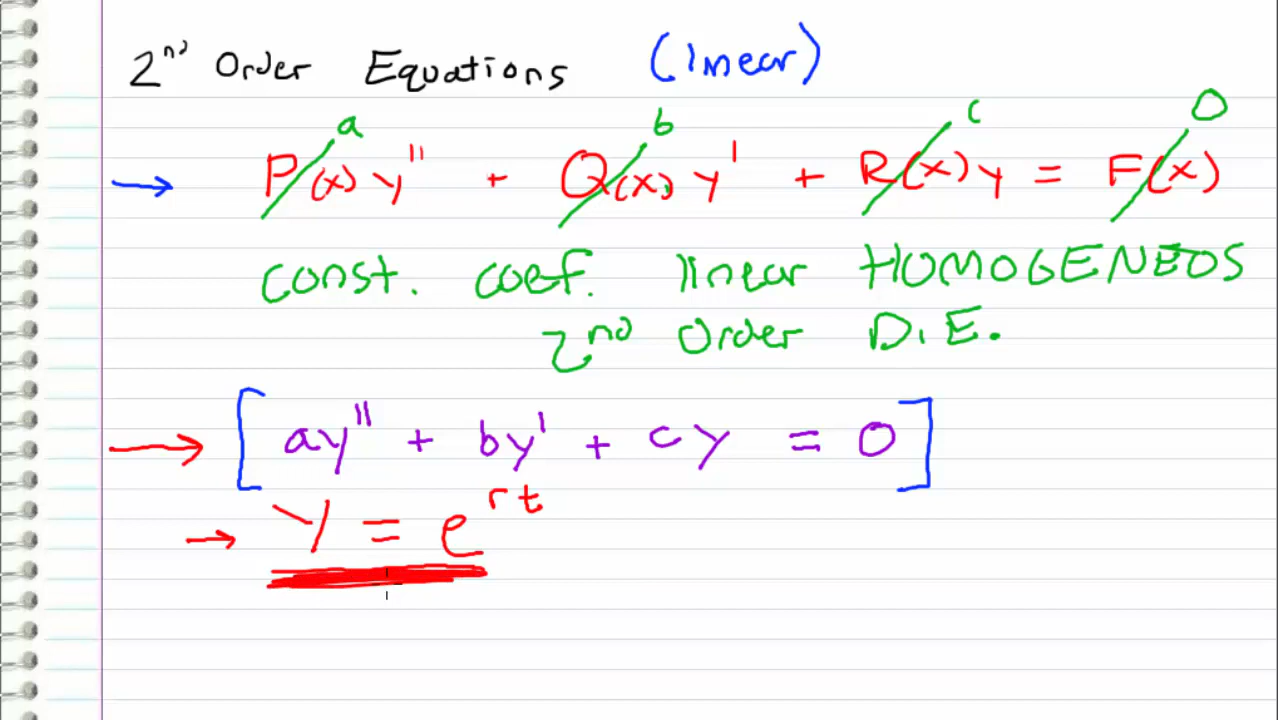 2nd Order Equations (linear)
a b c 0
P(x)y" + Q(x)y' + R(x)y = F(x)
const. coef. linear HOMOGENEOS
2nd Order D.E.
[ay" + by' + cy = 0]
y = e^rt